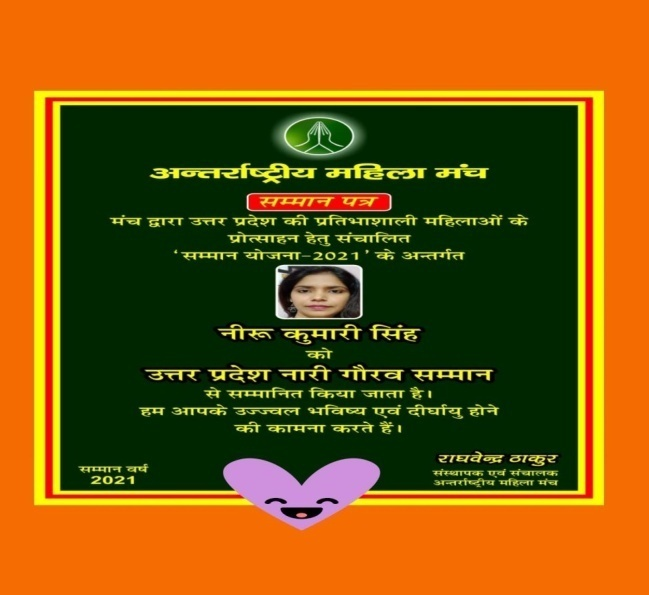 अन्तर्राष्ट्रीय महिला मंच
सम्मान पत्र
मंच द्वारा उत्तर प्रदेश की प्रतिभाशाली महिलाओं के
प्रोत्साहन हेतु संचालित
'सम्मान योजना-2021' के अन्तर्गत
नीरू कुमारी सिंह
को
उत्तर प्रदेश नारी गौरव सम्मान
से सम्मानित किया जाता है।
हम आपके उज्ज्वल भविष्य एवं दीर्घायु होने
की कामना करते हैं।
सम्मान वर्ष
2021
राघवेन्द्र ठाकुर
संस्थापक एवं संचालक
अन्तर्राष्ट्रीय महिला मंच